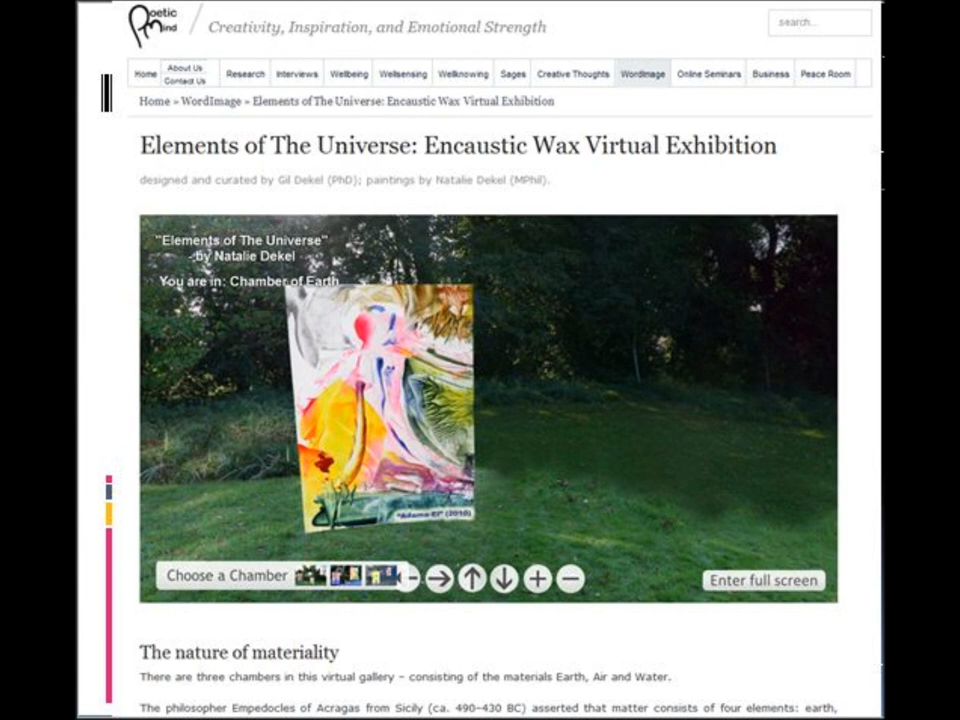 Poetic Mind
Creativity, Inspiration, and Emotional Strength
search...
Home
About Us
Contact Us
Research
Interviews
Wellbeing
Wellsensing
Wellknowing
Sages
Creative Thoughts
WordImage
Online Seminars
Business
Peace Room
Home » WordImage » Elements of The Universe: Encaustic Wax Virtual Exhibition
Elements of The Universe: Encaustic Wax Virtual Exhibition
designed and curated by Gil Dekel (PhD); paintings by Natalie Dekel (MPhil).
"Elements of The Universe"
- by Natalie Dekel
You are in: Chamber of Earth
"Adama-El" (2010)
Choose a Chamber
Enter full screen
The nature of materiality
There are three chambers in this virtual gallery – consisting of the materials Earth, Air and Water.
The philosopher Empedocles of Acragas from Sicily (ca. 490–430 BC) asserted that matter consists of four elements: earth,